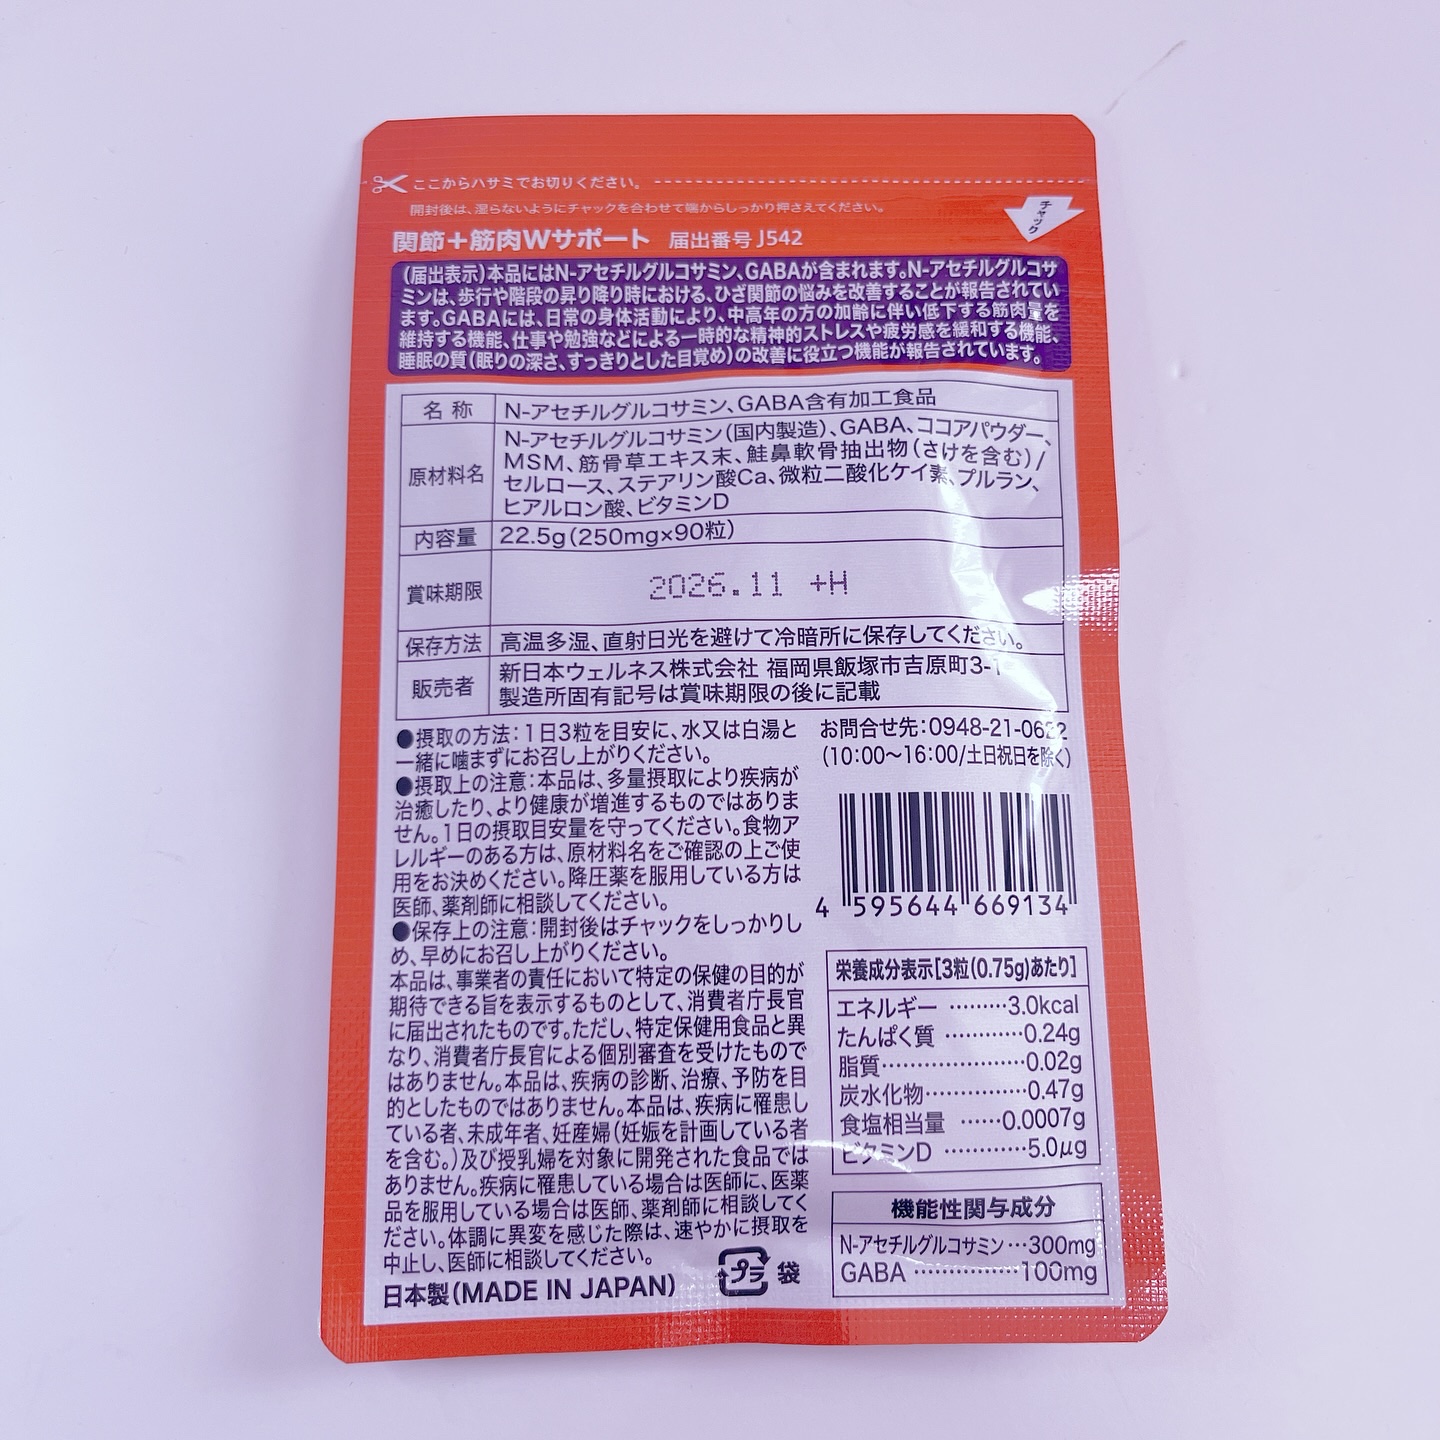 ここからハサミでお切りください。
開封後は、湿らないようにチャックを合わせて端からしっかり押さえてください。
チャック
関節+筋肉Wサポート 届出番号 J542
(届出表示)本品にはN-アセチルグルコサミン、GABAが含まれます。N-アセチルグルコサ
ミンは、歩行や階段の昇り降り時における、ひざ関節の悩みを改善することが報告されてい
ます。GABAには、日常の身体活動により、中高年の方の加齢に伴い低下する筋肉量を
維持する機能、仕事や勉強などによる一時的な精神的ストレスや疲労感を緩和する機能、
睡眠の質(眠りの深さ、すっきりとした目覚め)の改善に役立つ機能が報告されています。
名称 N-アセチルグルコサミン、GABA含有加工食品
原材料名 N-アセチルグルコサミン(国内製造)、GABA、ココアパウダー、
MSM、筋骨草エキス末、鮭鼻軟骨抽出物(さけを含む)/
セルロース、ステアリン酸Ca、微粒二酸化ケイ素、プルラン、
ヒアルロン酸、ビタミンD
内容量 22.5g(250mg×90粒)
賞味期限 2026.11 +H
保存方法 高温多湿、直射日光を避けて冷暗所に保存してください。
販売者 新日本ウェルネス株式会社 福岡県飯塚市吉原町3-1
製造所固有記号は賞味期限の後に記載
●摂取の方法:1日3粒を目安に、水又は白湯と
一緒に噛まずにお召し上がりください。
●摂取上の注意:本品は、多量摂取により疾病が
治癒したり、より健康が増進するものではありま
せん。1日の摂取目安量を守ってください。食物ア
レルギーのある方は、原材料名をご確認の上ご使
用をお決めください。降圧薬を服用している方は
医師、薬剤師に相談してください。
●保存上の注意:開封後はチャックをしっかりし
め、早めにお召し上がりください。
本品は、事業者の責任において特定の保健の目的が
期待できる旨を表示するものとして、消費者庁長官
に届出されたものです。ただし、特定保健用食品と異
なり、消費者庁長官による個別審査を受けたもので
はありません。本品は、疾病の診断、治療、予防を目
的としたものではありません。本品は、疾病に罹患し
ている者、未成年者、妊産婦(妊娠を計画している者
を含む。)及び授乳婦を対象に開発された食品では
ありません。疾病に罹患している場合は医師に、医薬
品を服用している場合は医師、薬剤師に相談してく
ださい。体調に異変を感じた際は、速やかに摂取を
中止し、医師に相談してください。
日本製(MADE IN JAPAN)
プラ 袋
お問合せ先:0948-21-0622
(10:00〜16:00/土日祝日を除く)
4 595644 669134
栄養成分表示[3粒(0.75g)あたり]
エネルギー ………3.0kcal
たんぱく質 …………0.24g
脂質……………………0.02g
炭水化物………………0.47g
食塩相当量 ……0.0007g
ビタミンD …………5.0μg
機能性関与成分
N-アセチルグルコサミン…300mg
GABA ………………100mg